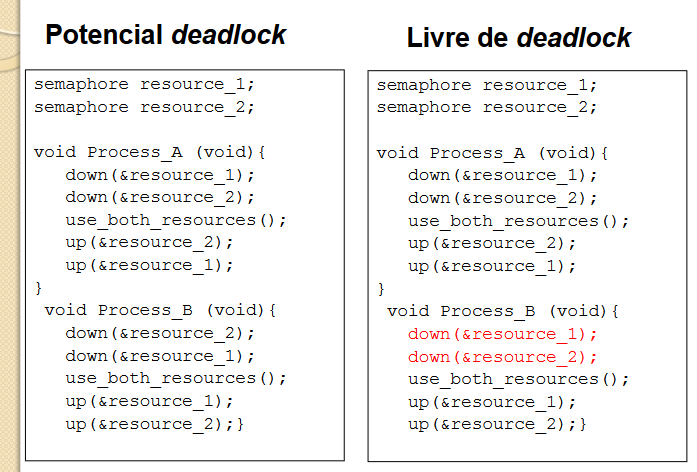 Potencial deadlock
semaphore resource_1;
semaphore resource_2;
void Process_A (void){
down(&resource_1);
down(&resource_2);
use_both_resources();
up(&resource_2);
up(&resource_1);
}
void Process_B (void){
down(&resource_2);
down(&resource_1);
use_both_resources();
up(&resource_1);
up(&resource_2);}
Livre de deadlock
semaphore resource_1;
semaphore resource_2;
void Process_A (void){
down(&resource_1);
down(&resource_2);
use_both_resources();
up(&resource_2);
up(&resource_1);
}
void Process_B (void){
down(&resource_1);
down(&resource_2);
use_both_resources();
up(&resource_1);
up(&resource_2);}